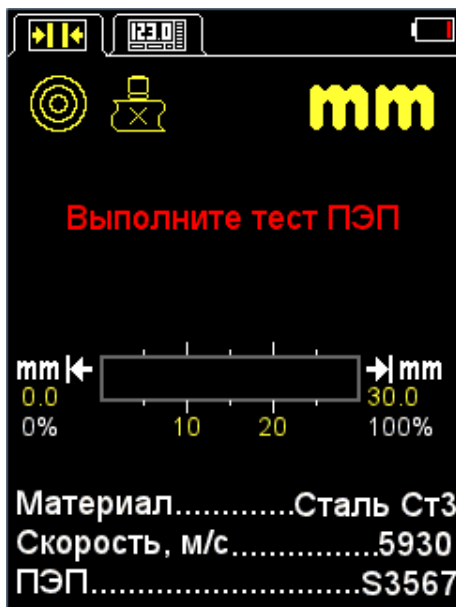 123.0
mm
Выполните тест ПЭП
mm mm
0.0 30.0
0% 10 20 100%
Материал.............Сталь Ст3
Скорость, м/с..............5930
ПЭП........................S3567